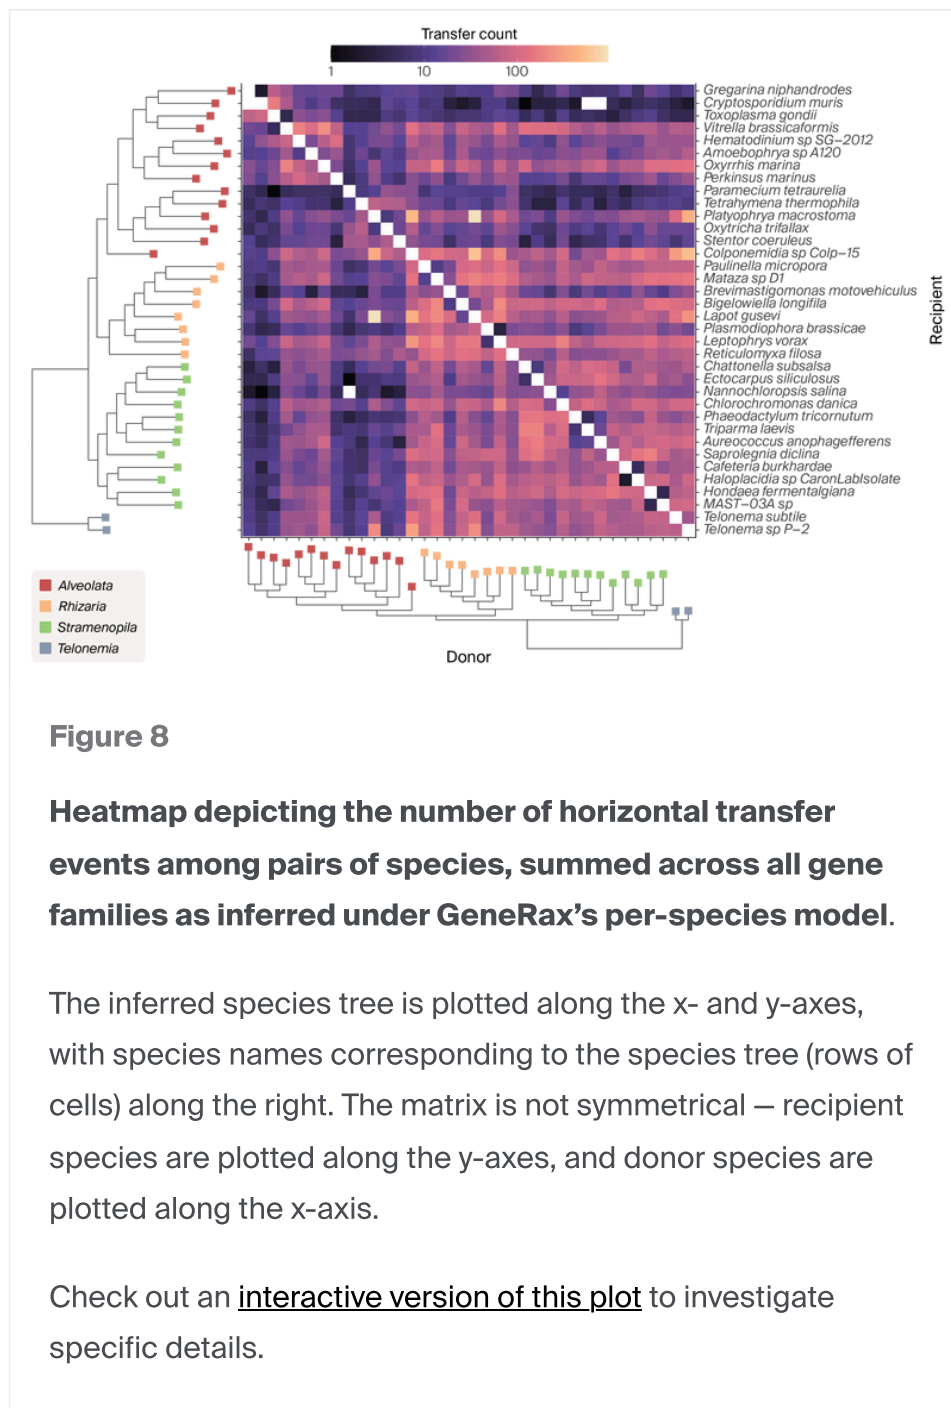 Transfer count
1 10 100
Gregarina niphandrodes
Cryptosporidium muris
Toxoplasma gondii
Vitrella brassicaformis
Hematodinium sp SG–2012
Amoebophrya sp A120
Oxyrrhis marina
Perkinsus marinus
Paramecium tetraurelia
Tetrahymena thermophila
Platyophrya macrostoma
Oxytricha trifallax
Stentor coeruleus
Colponemidia sp Colp–15
Paulinella micropora
Mataza sp D1
Brevimastigomonas motovehiculus
Bigelowiella longifila
Lapot gusevi
Plasmodiophora brassicae
Leptophrys vorax
Reticulomyxa filosa
Chattonella subsalsa
Ectocarpus siliculosus
Nannochloropsis salina
Chlorochromonas danica
Phaeodactylum tricornutum
Triparma laevis
Aureococcus anophagefferens
Saprolegnia diclina
Cafeteria burkhardae
Haloplacidia sp CaronLabIsolate
Hondaea fermentalgiana
MAST–03A sp
Telonema subtile
Telonema sp P–2
Recipient
Alveolata
Rhizaria
Stramenopila
Telonemia
Donor
Figure 8
Heatmap depicting the number of horizontal transfer
events among pairs of species, summed across all gene
families as inferred under GeneRax’s per-species model.
The inferred species tree is plotted along the x- and y-axes,
with species names corresponding to the species tree (rows of
cells) along the right. The matrix is not symmetrical — recipient
species are plotted along the y-axes, and donor species are
plotted along the x-axis.
Check out an interactive version of this plot to investigate
specific details.